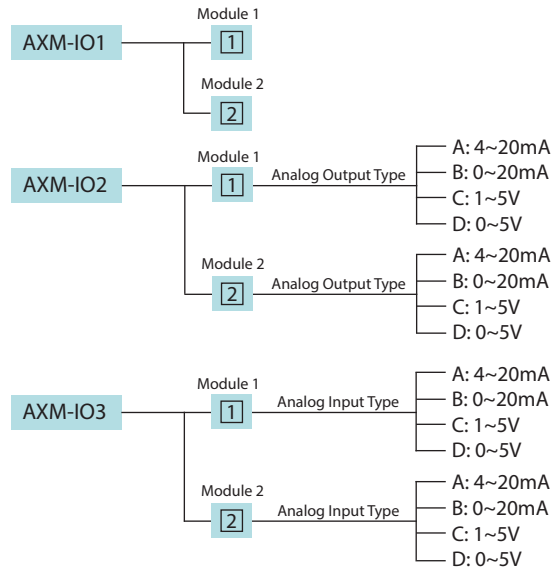 Module 1
AXM-IO1
1
Module 2
2
Module 1
AXM-IO2
1
Analog Output Type
A: 4~20mA
B: 0~20mA
C: 1~5V
D: 0~5V
Module 2
2
Analog Output Type
A: 4~20mA
B: 0~20mA
C: 1~5V
D: 0~5V
Module 1
AXM-IO3
1
Analog Input Type
A: 4~20mA
B: 0~20mA
C: 1~5V
D: 0~5V
Module 2
2
Analog Input Type
A: 4~20mA
B: 0~20mA
C: 1~5V
D: 0~5V